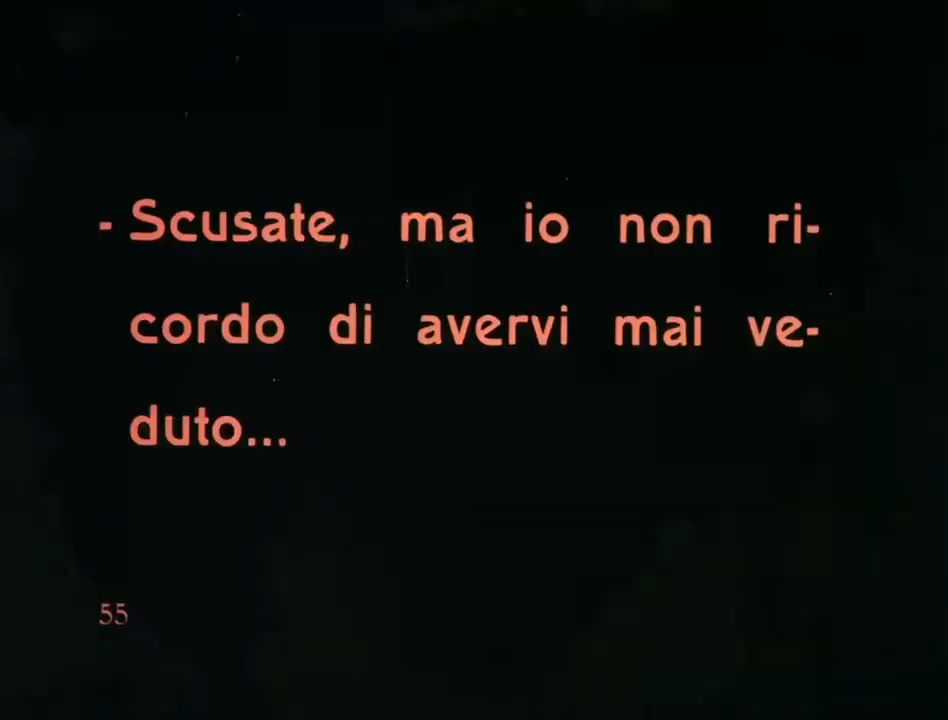 - Scusate, ma io non ri-
cordo di avervi mai ve-
duto...
55